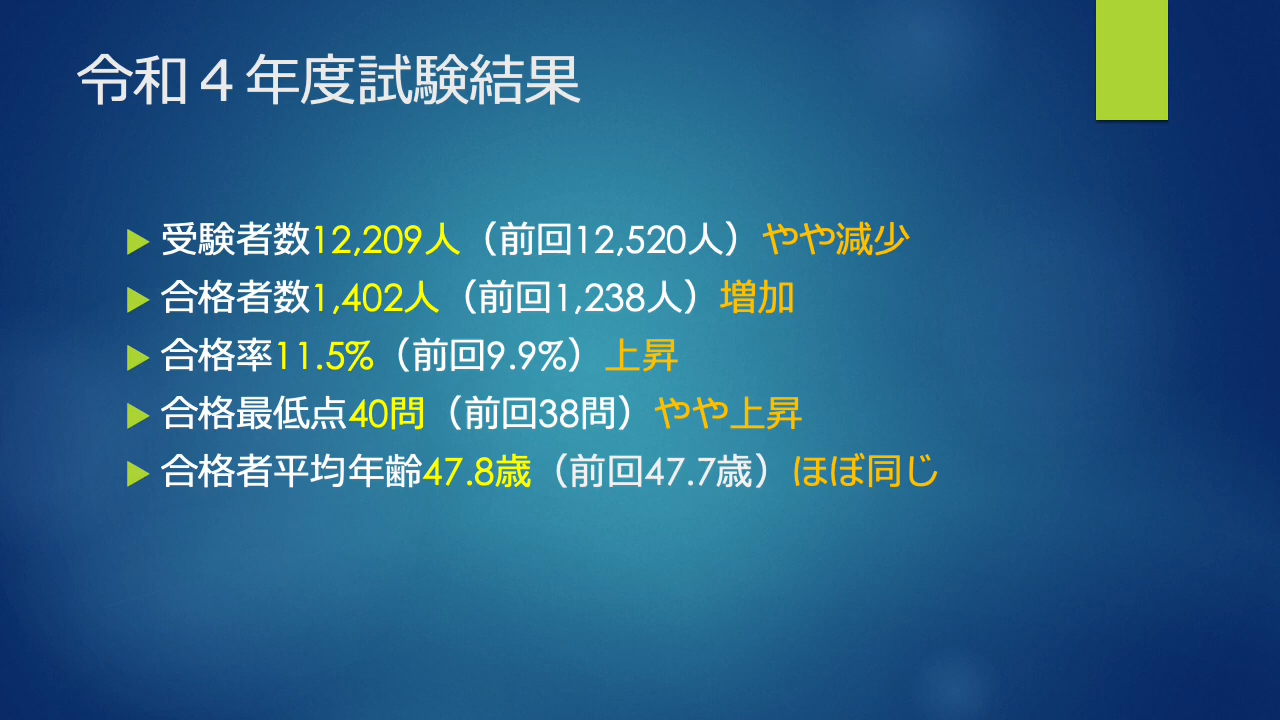 令和４年度試験結果
受験者数12,209人（前回12,520人）やや減少
合格者数1,402人（前回1,238人）増加
合格率11.5%（前回9.9%）上昇
合格最低点40問（前回38問）やや上昇
合格者平均年齢47.8歳（前回47.7歳）ほぼ同じ